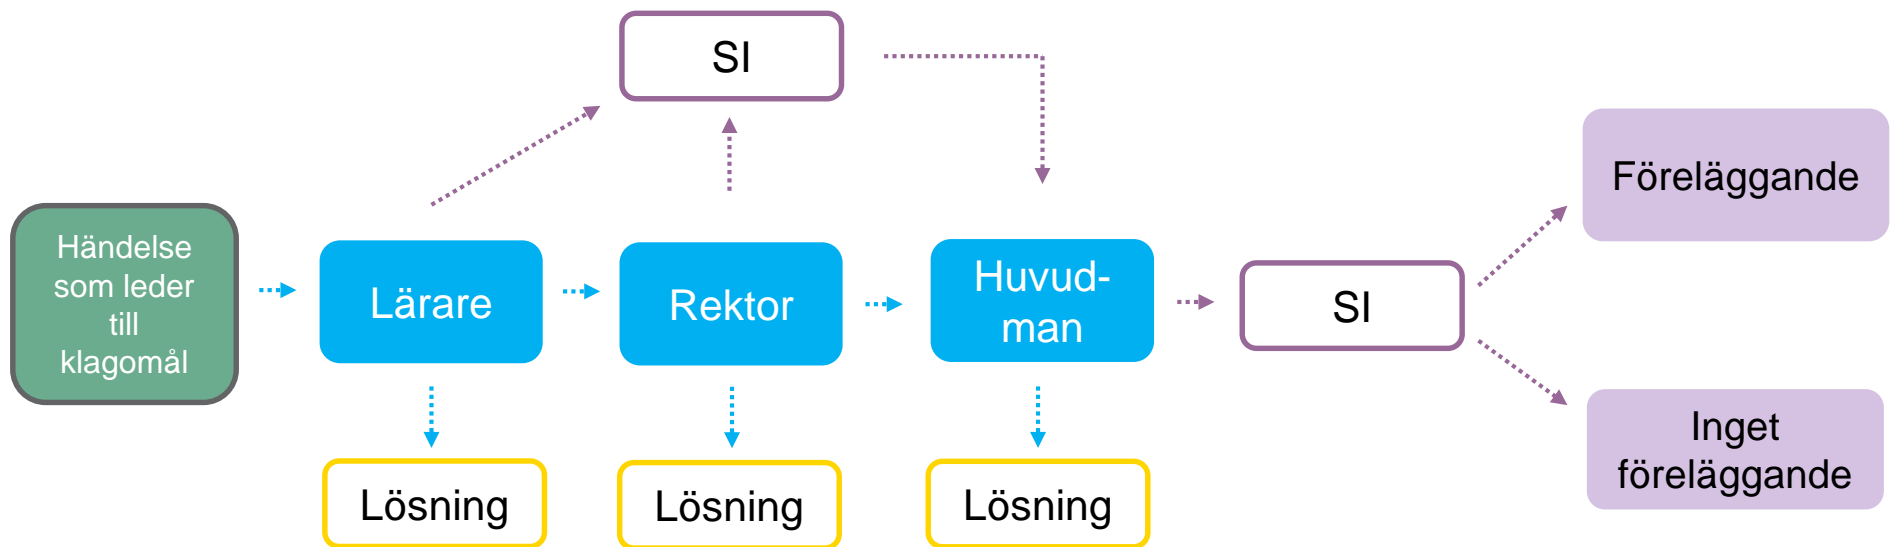 SI
Föreläggande
Händelse
som leder
till
klagomål
Lärare
Rektor
Huvud-
man
SI
Inget
föreläggande
Lösning
Lösning
Lösning